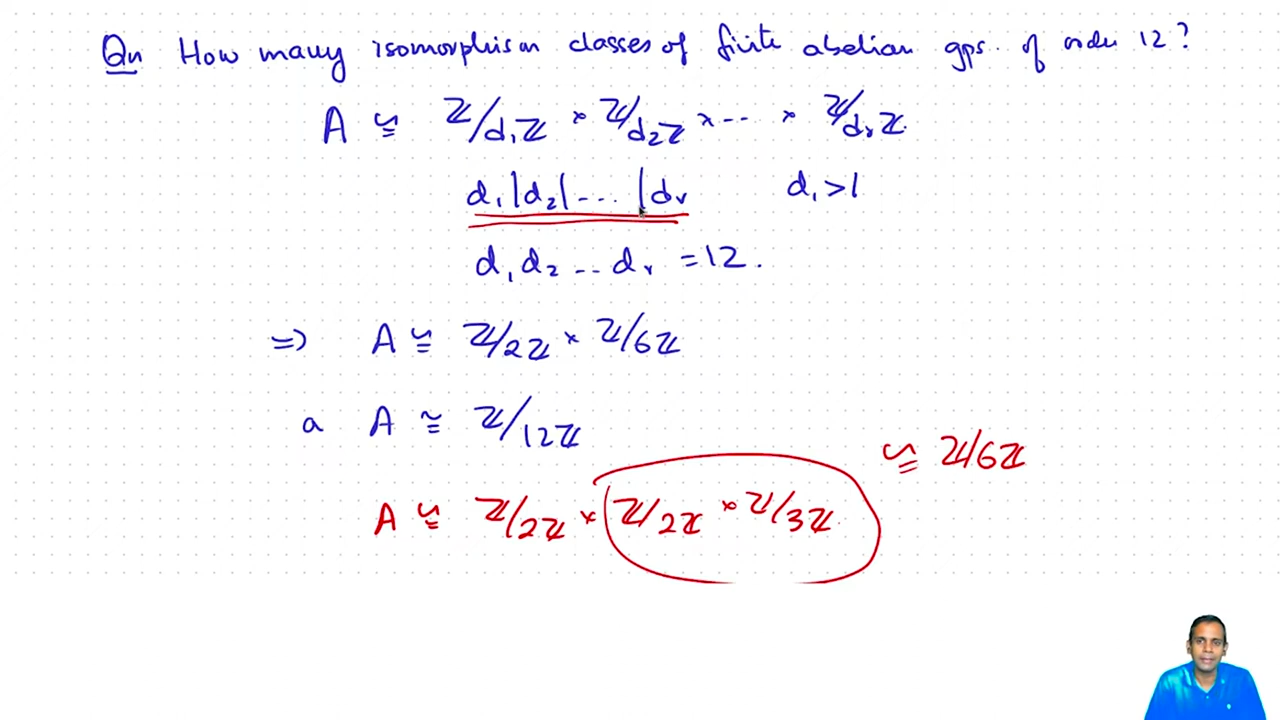 Qn How many isomorphism classes of finite abelian gps. of order 12?
A ≅ ℤ/d₁ℤ × ℤ/d₂ℤ × -- · × ℤ/dᵣℤ.
d₁|d₂|... |dᵣ d₁>1
d₁d₂ -- dᵣ =12.
=) A ≅ ℤ/2ℤ × ℤ/6ℤ
a A ≅ ℤ/12ℤ
≅ ℤ/6ℤ
A ≅ ℤ/2ℤ × ℤ/2ℤ × ℤ/3ℤ